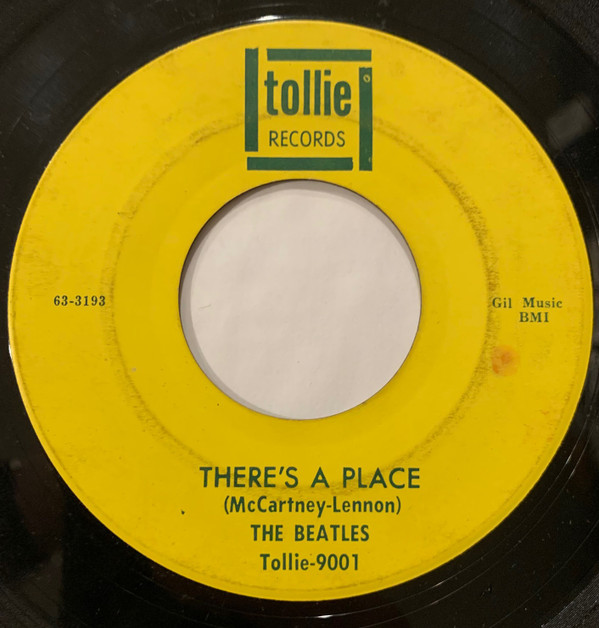 tollie
RECORDS
63-3193
Gil Music
BMI
THERE'S A PLACE
(McCartney-Lennon)
THE BEATLES
Tollie-9001